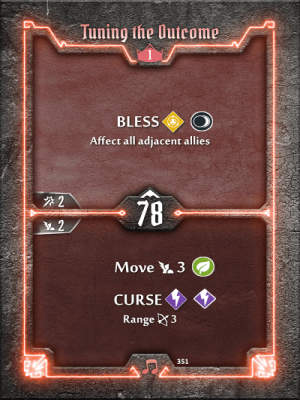 Tuning the Outcome
1
BLESS
Affect all adjacent allies
2
78
2
Move 3
CURSE
Range 3
351